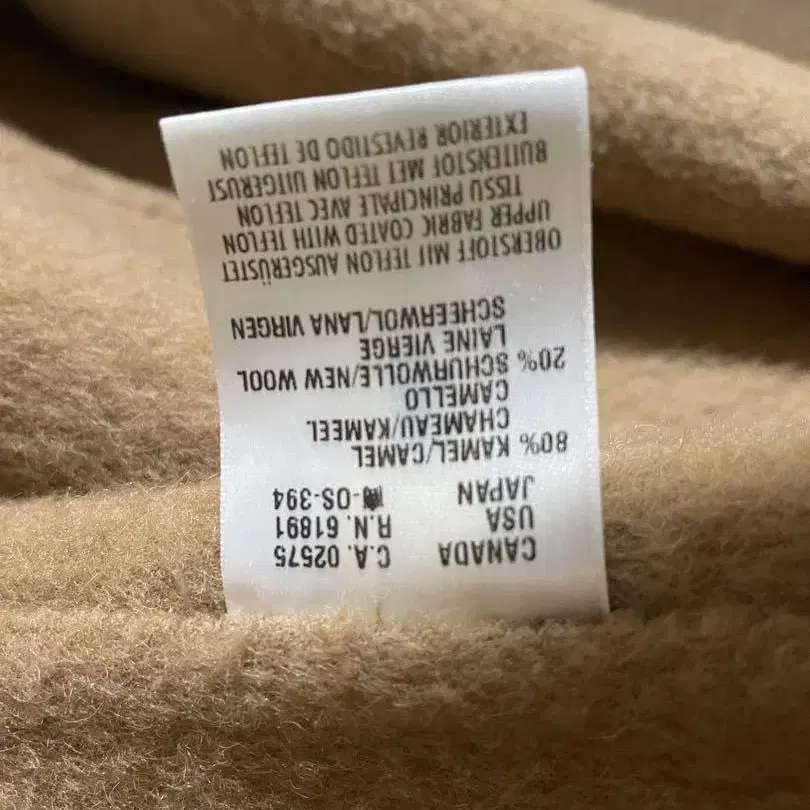 CANADA C.A. 02575
USA R.N. 61891
JAPAN -OS-394
80% KAMEL/CAMEL
CHAMEAU/KAMEEL
CAMELLO
20% SCHURWOLLE/NEW WOOL
LAINE VIERGE
SCHEERWOL/LANA VIRGEN
OBERSTOFF MIT TEFLON AUSGERÜSTET
UPPER FABRIC COATED WITH TEFLON
TISSU PRINCIPALE AVEC TEFLON
BUITENSTOF MET TEFLON UITGERUST
EXTERIOR REVESTIDO DE TEFLON